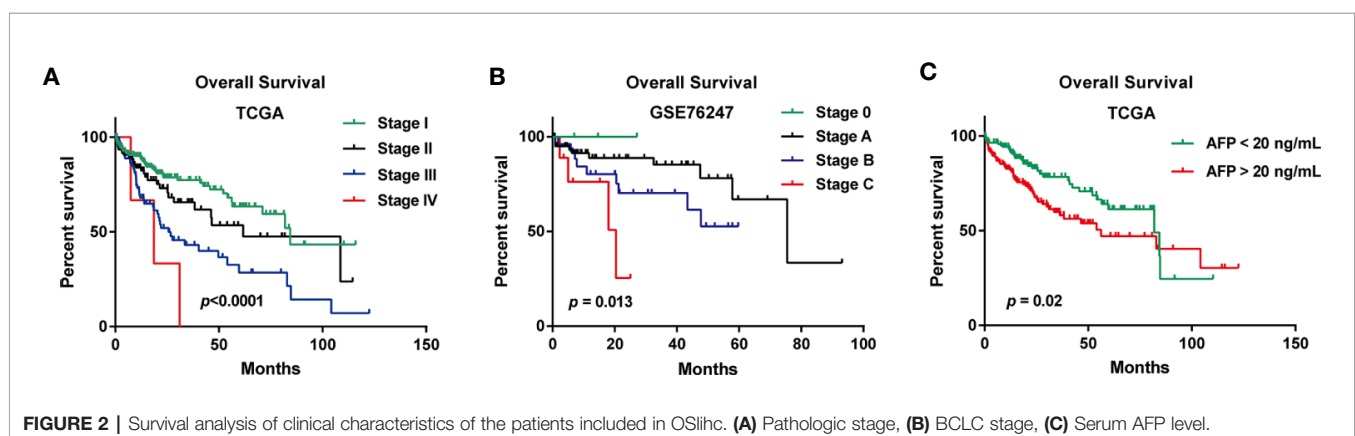 A
Overall Survival
TCGA
Percent survival
100
50
0
0
50
100
150
Months
Stage I
Stage II
Stage III
Stage IV
p<0.0001
B
Overall Survival
GSE76247
Percent survival
100
50
0
0
20
40
60
80
100
Months
Stage 0
Stage A
Stage B
Stage C
p = 0.013
C
Overall Survival
TCGA
Percent survival
100
50
0
0
50
100
150
Months
AFP < 20 ng/mL
AFP > 20 ng/mL
p = 0.02
FIGURE 2 | Survival analysis of clinical characteristics of the patients included in OSlihc. (A) Pathologic stage, (B) BCLC stage, (C) Serum AFP level.